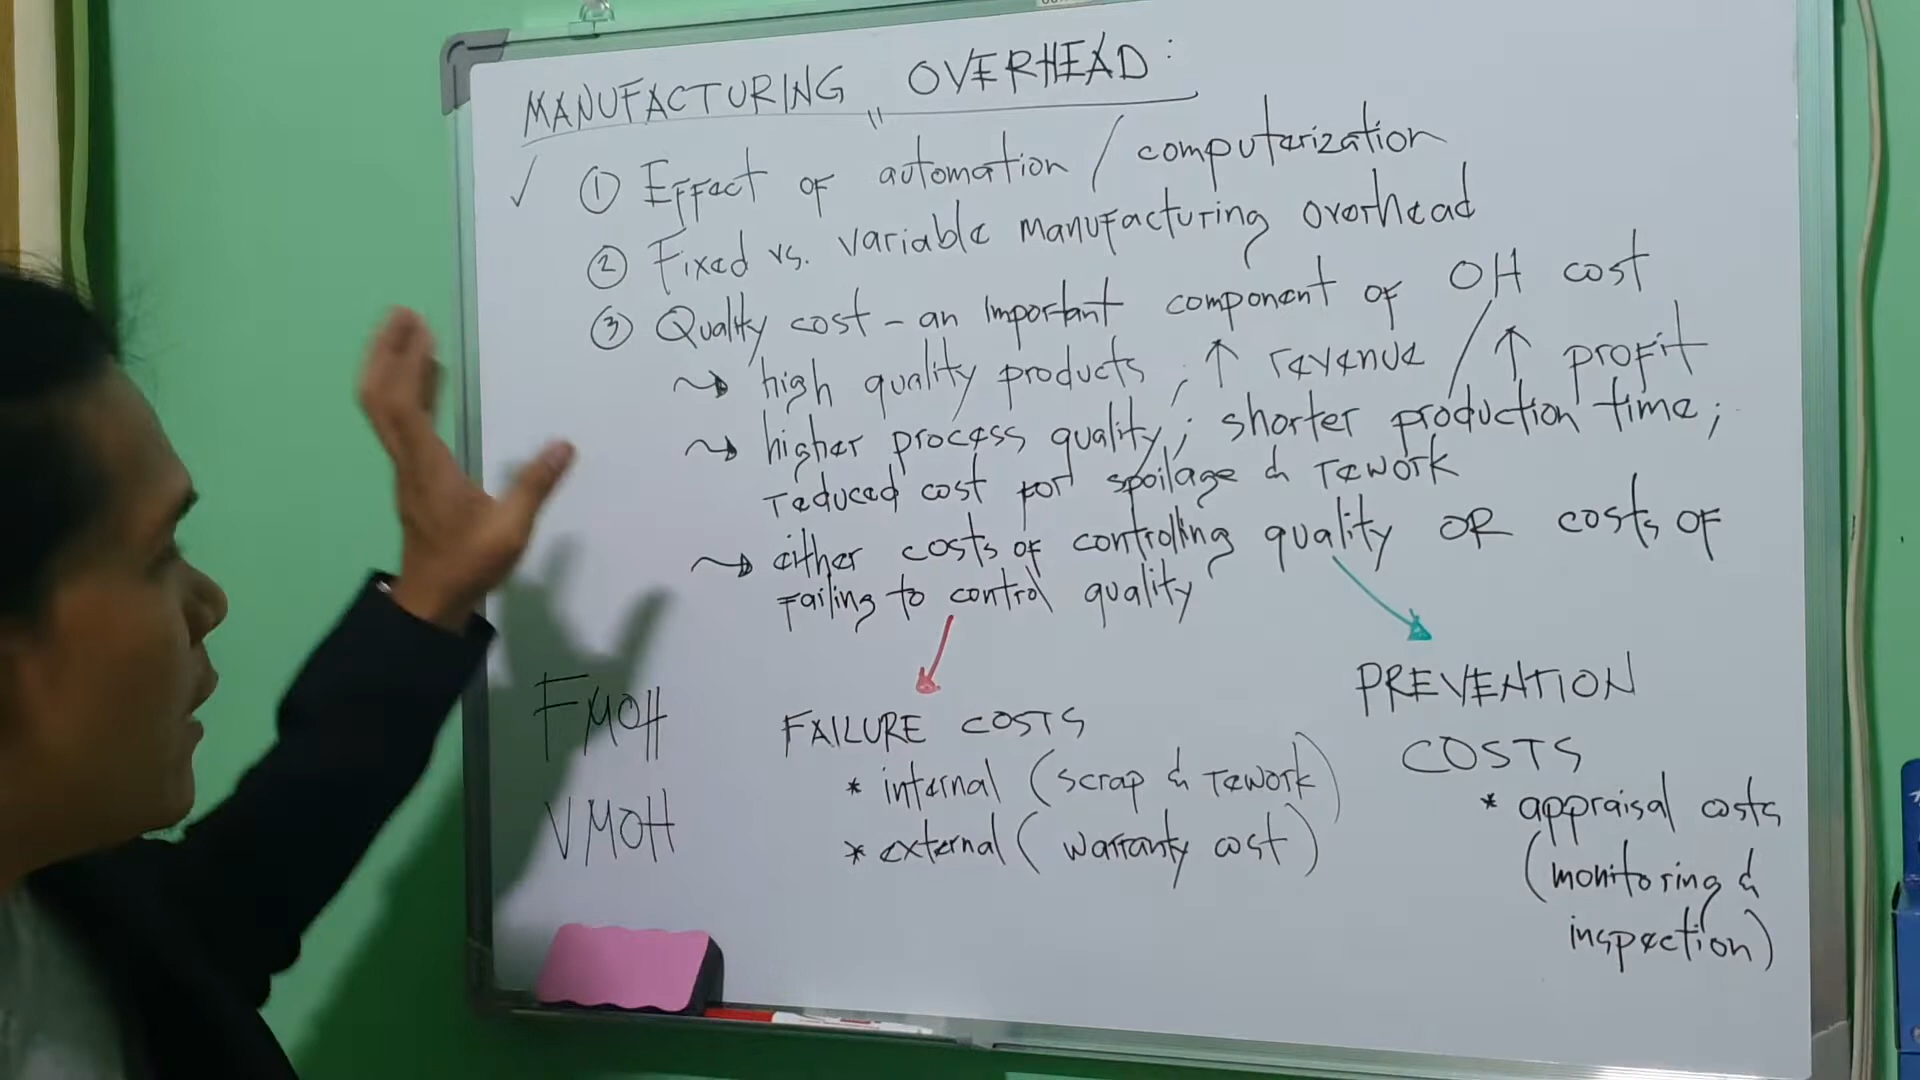 MANUFACTURING OVERHEAD:
✓ ① Effect of automation / computerization
② Fixed vs. variable manufacturing overhead
③ Quality cost - an important component of OH cost
↝ high quality products; ↑ revenue / ↑ profit
↝ higher process quality; shorter production time;
reduced cost for spoilage & rework
↝ either costs of controlling quality OR costs of
failing to control quality
FMOH
VMOH
FAILURE COSTS
* internal (scrap & rework)
* external (warranty cost)
PREVENTION
COSTS
* appraisal costs
(monitoring &
inspection)